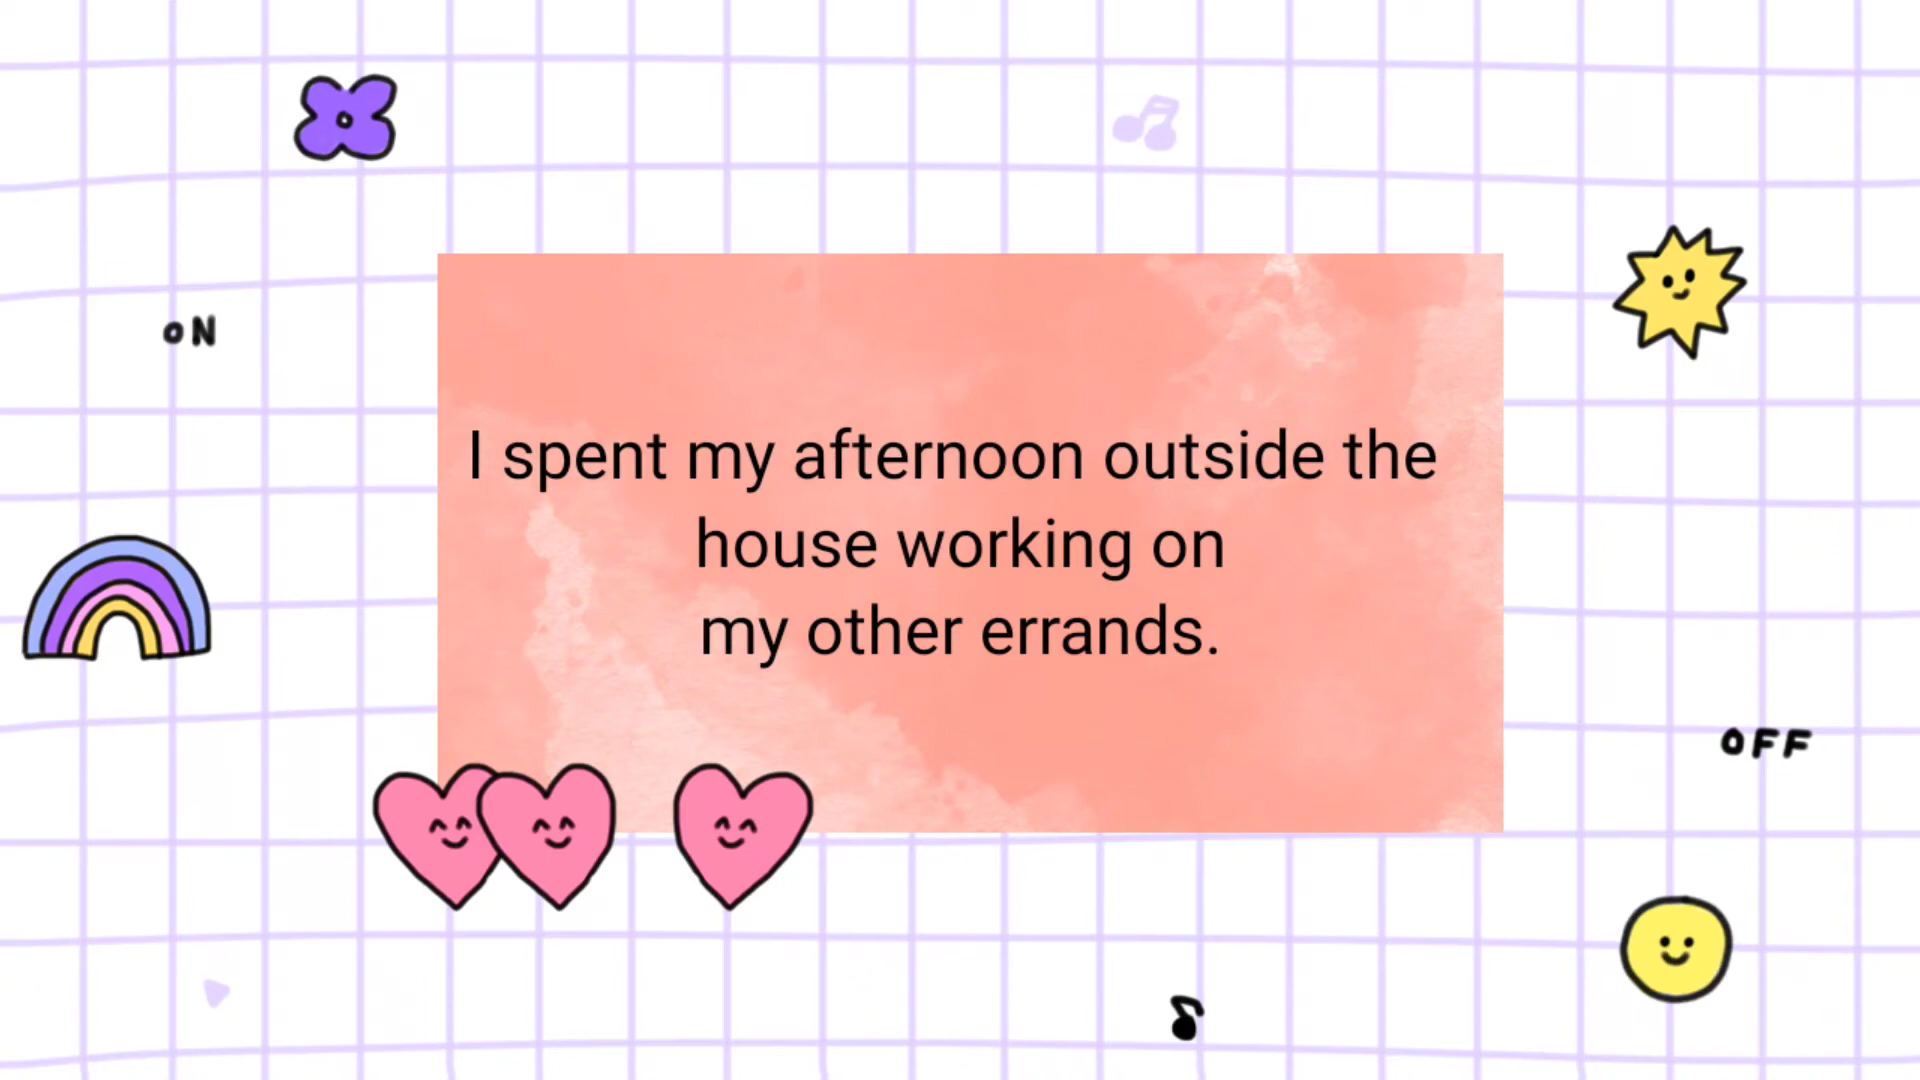 oN
I spent my afternoon outside the
house working on
my other errands.
OFF